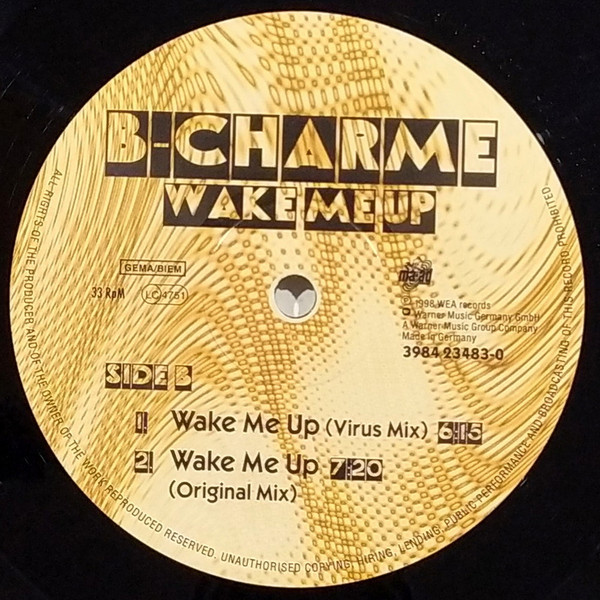 B-CHARME
WAKE ME UP
GEMA/BIEM
33 RpM
LC 4751
ma-ad
℗ 1998 WEA records
© Warner Music Germany GmbH
A Warner Music Group Company
Made in Germany
3984 23483-0
SIDE B
1! Wake Me Up (Virus Mix) 6:15
2! Wake Me Up 7:20
(Original Mix)
ALL RIGHTS OF THE PRODUCER AND OF THE OWNER OF THE WORK REPRODUCED RESERVED. UNAUTHORISED COPYING, HIRING, LENDING, PUBLIC PERFORMANCE AND BROADCASTING OF THIS RECORD PROHIBITED.